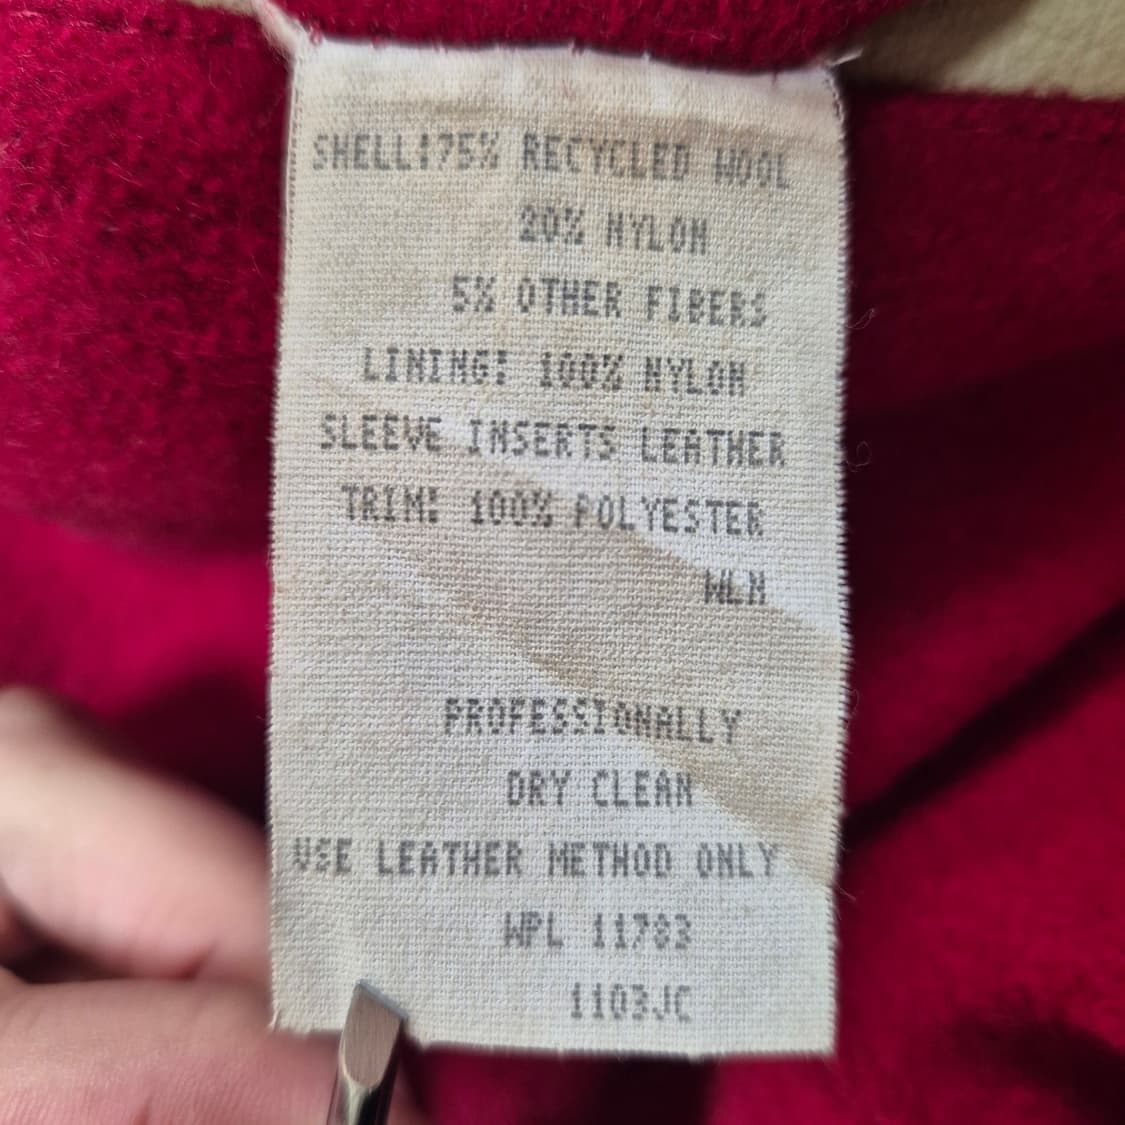 SHELL:75% RECYCLED WOOL
20% NYLON
5% OTHER FIBERS
LINING: 100% NYLON
SLEEVE INSERTS LEATHER
TRIM: 100% POLYESTER
WLN
PROFESSIONALLY
DRY CLEAN
USE LEATHER METHOD ONLY
WPL 11783
1103JC